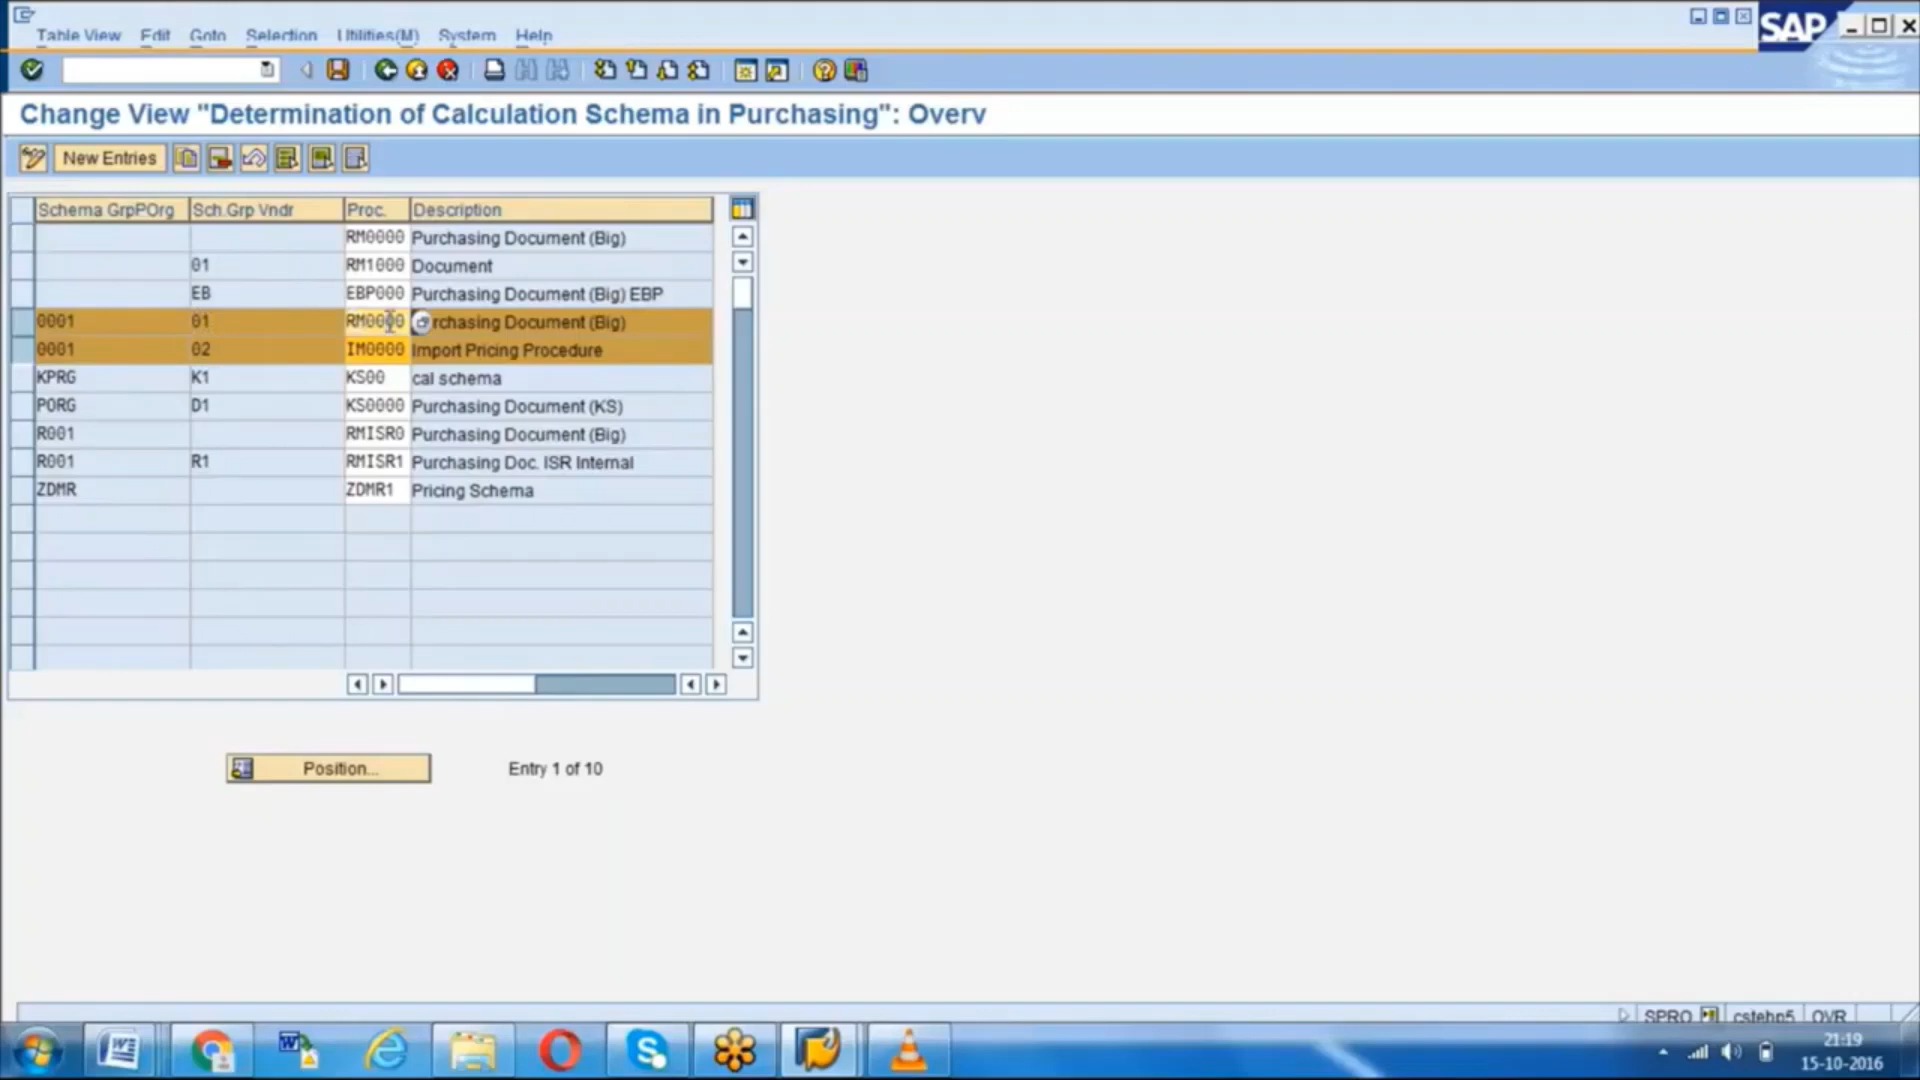 Table View Edit Goto Selection Utilities(M) System Help
SAP
Change View "Determination of Calculation Schema in Purchasing": Overv
New Entries
Schema GrpPOrg Sch.Grp Vndr Proc. Description
RM0000 Purchasing Document (Big)
01 RM1000 Document
EB EBP000 Purchasing Document (Big) EBP
0001 01 RM0000 rchasing Document (Big)
0001 02 IM0000 Import Pricing Procedure
KPRG K1 KS00 cal schema
PORG D1 KS0000 Purchasing Document (KS)
R001 RMISR0 Purchasing Document (Big)
R001 R1 RMISR1 Purchasing Doc. ISR Internal
ZDMR ZDMR1 Pricing Schema
Position...
Entry 1 of 10
SPRO cstehp5 OVR
21:19
15-10-2016